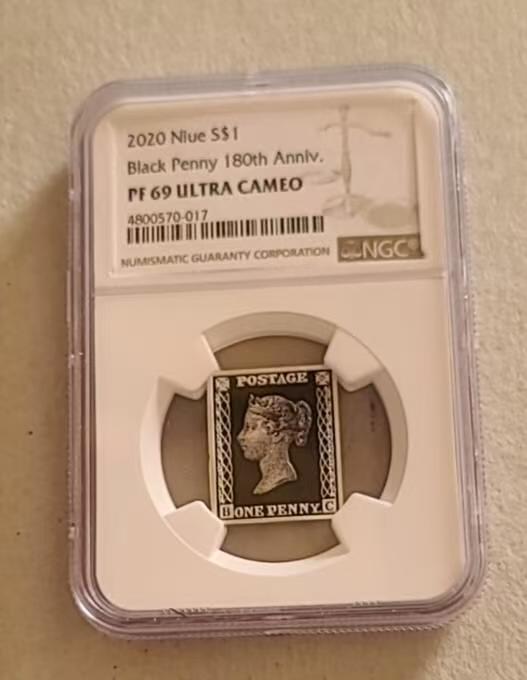 2020 Niue S$1
Black Penny 180th Anniv.
PF 69 ULTRA CAMEO
4800570-017
NUMISMATIC GUARANTY CORPORATION
NGC®
POSTAGE
B ONE PENNY. C